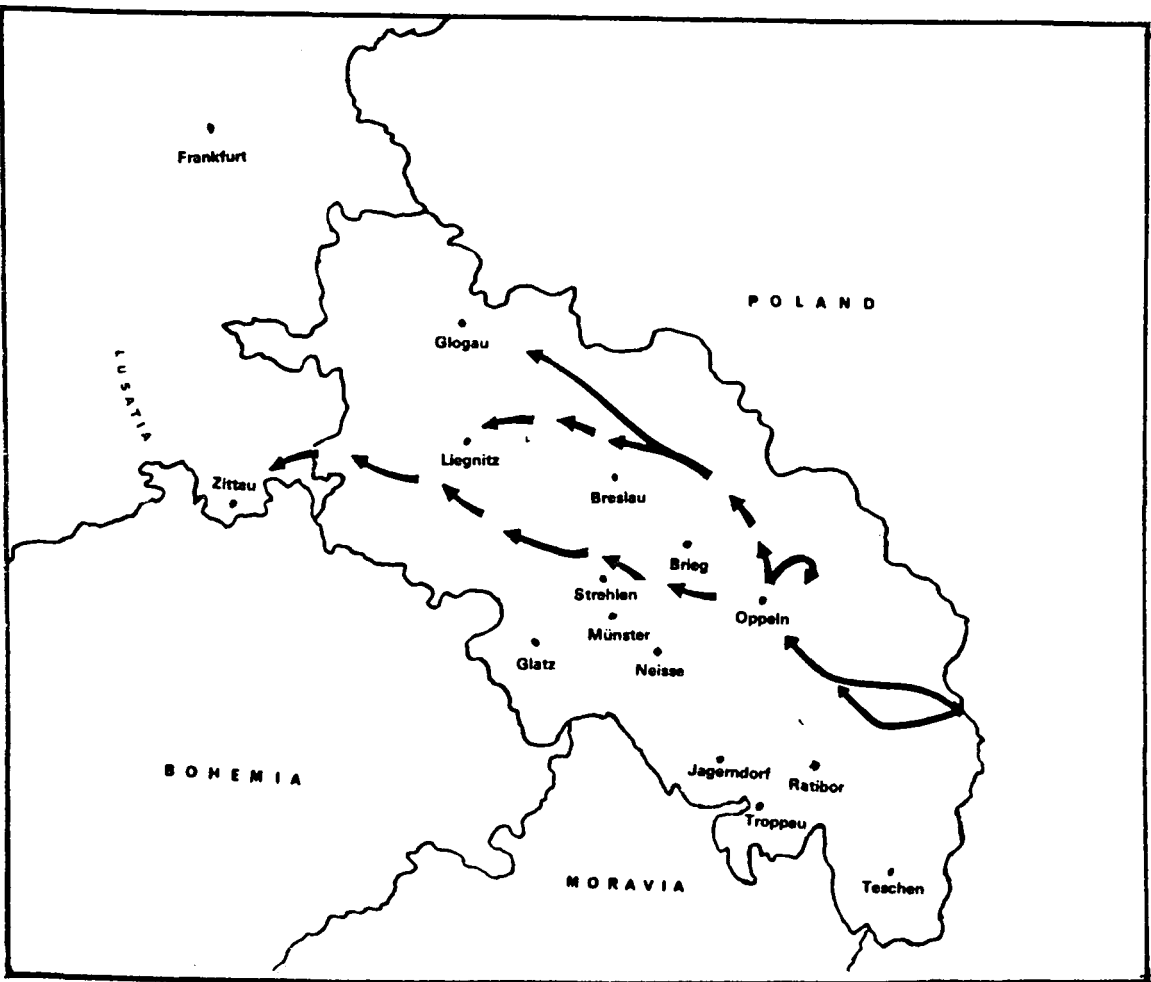 Frankfurt
POLAND
Glogau
LUSATIA
Liegnitz
Zittau
Breslau
Brieg
Strehlen
Oppeln
Münster
Glatz
Neisse
BOHEMIA
Jagerndorf
Ratibor
Troppau
MORAVIA
Teschen